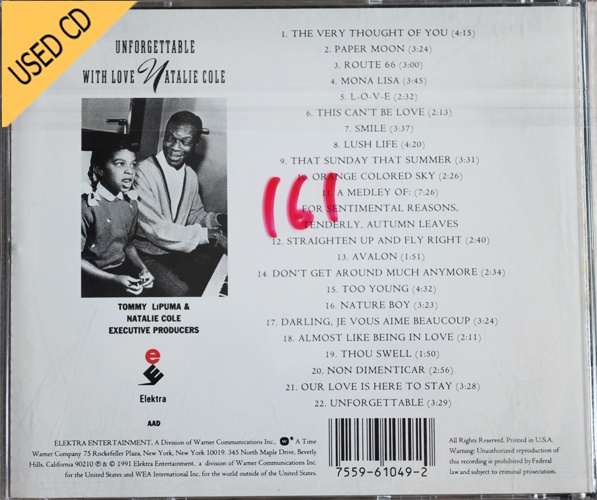 USED CD
UNFORGETTABLE
WITH LOVE NATALIE COLE
TOMMY LiPUMA &
NATALIE COLE
EXECUTIVE PRODUCERS
e
Elektra
AAD
1. THE VERY THOUGHT OF YOU (4:15)
2. PAPER MOON (3:24)
3. ROUTE 66 (3:00)
4. MONA LISA (3:45)
5. L-O-V-E (2:32)
6. THIS CAN'T BE LOVE (2:13)
7. SMILE (3:37)
8. LUSH LIFE (4:20)
9. THAT SUNDAY THAT SUMMER (3:31)
10. ORANGE COLORED SKY (2:26)
11. A MEDLEY OF: (7:26)
FOR SENTIMENTAL REASONS,
TENDERLY, AUTUMN LEAVES
12. STRAIGHTEN UP AND FLY RIGHT (2:40)
13. AVALON (1:51)
14. DON'T GET AROUND MUCH ANYMORE (2:34)
15. TOO YOUNG (4:32)
16. NATURE BOY (3:23)
17. DARLING, JE VOUS AIME BEAUCOUP (3:24)
18. ALMOST LIKE BEING IN LOVE (2:11)
19. THOU SWELL (1:50)
20. NON DIMENTICAR (2:56)
21. OUR LOVE IS HERE TO STAY (3:28)
22. UNFORGETTABLE (3:29)
161
ELEKTRA ENTERTAINMENT, A Division of Warner Communications Inc., A Time
Warner Company 75 Rockefeller Plaza, New York, New York 10019. 345 North Maple Drive, Beverly
Hills, California 90210 ℗ & © 1991 Elektra Entertainment, a division of Warner Communications Inc.
for the United States and WEA International Inc. for the world outside of the United States.
7559-61049-2
All Rights Reserved. Printed in U.S.A.
Warning: Unauthorized reproduction of
this recording is prohibited by Federal
law and subject to criminal prosecution.